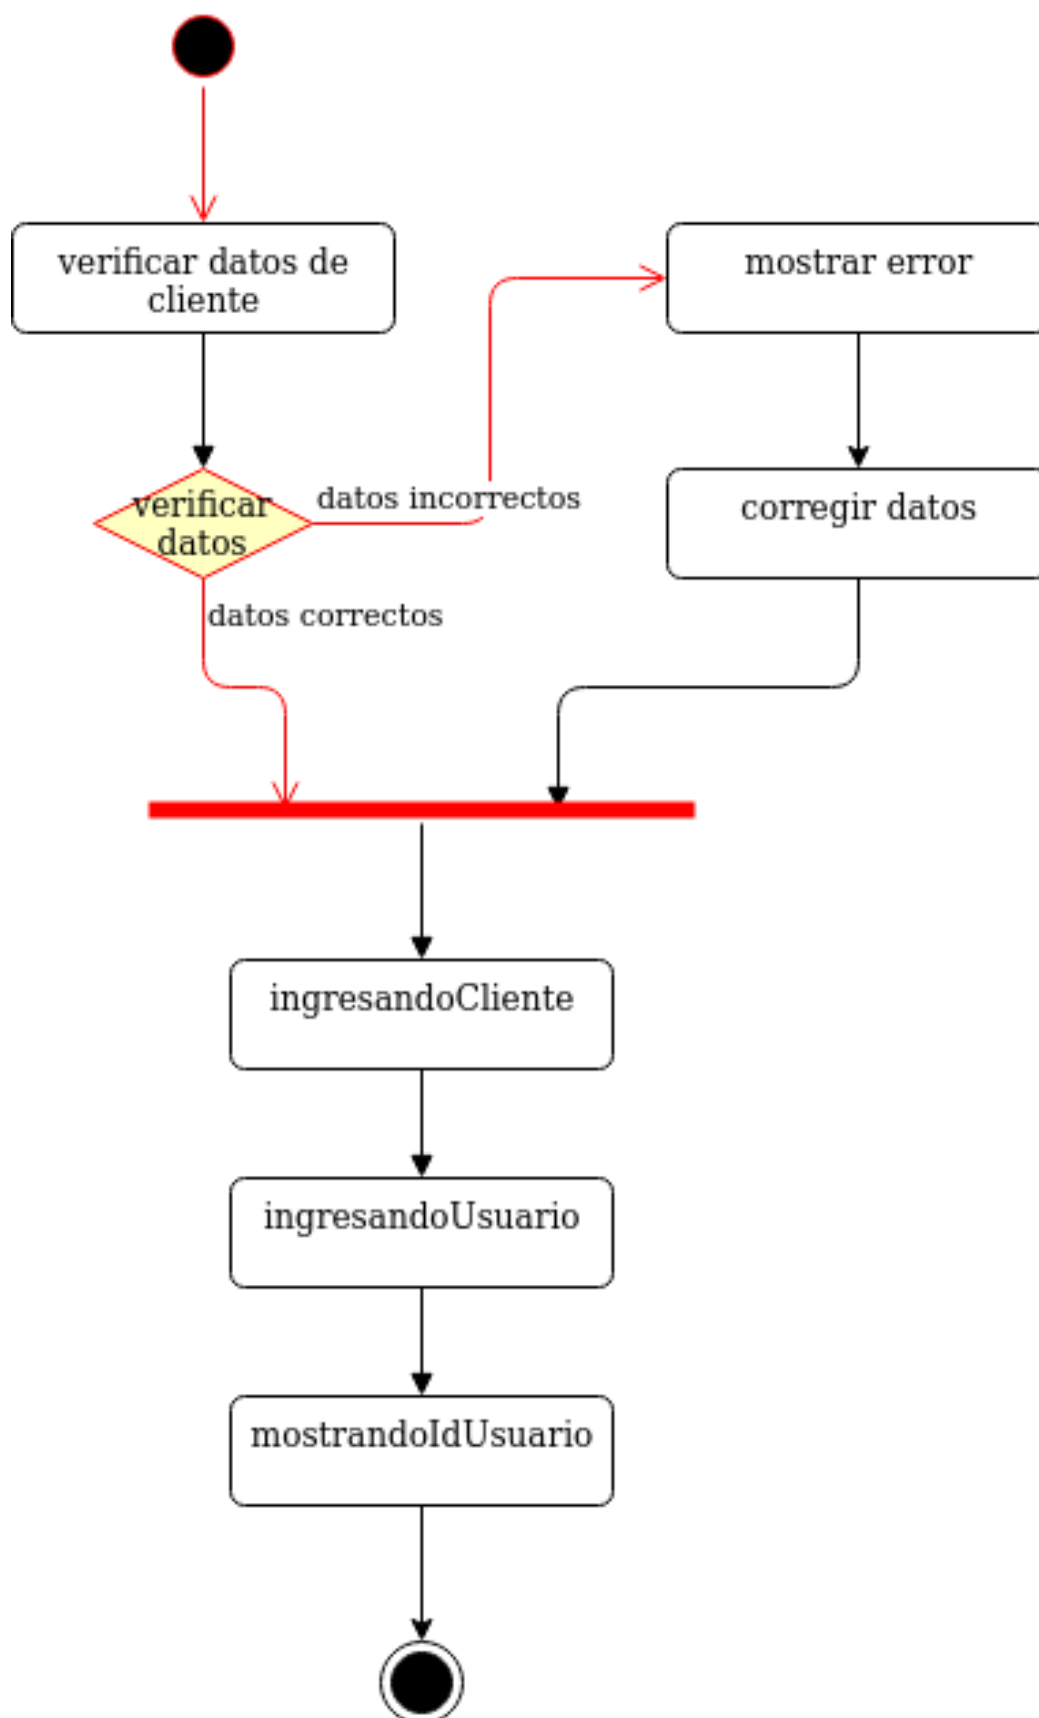 verificar datos de
cliente
mostrar error
verificar
datos
datos incorrectos
corregir datos
datos correctos
ingresandoCliente
ingresandoUsuario
mostrandoIdUsuario